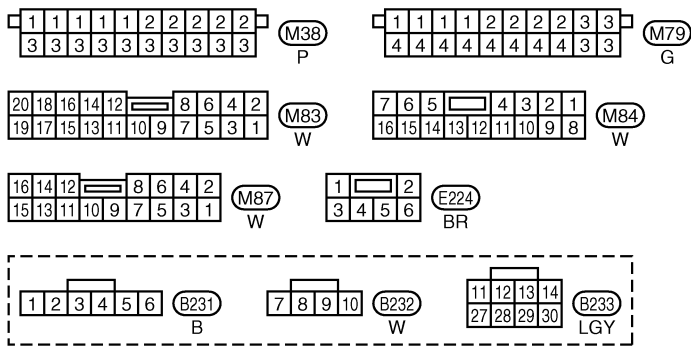 1 1 1 1 1 2 2 2 2 2 M38
3 3 3 3 3 3 3 3 3 3
P
1 1 1 1 2 2 2 2 3 3 M79
4 4 4 4 4 4 4 4 4 4
G
20 18 16 14 12 8 6 4 2 M83
19 17 15 13 11 10 9 7 5 3 1
W
7 6 5 4 3 2 1 M84
16 15 14 13 12 11 10 9 8
W
16 14 12 8 6 4 2 M87
15 13 11 10 9 7 5 3 1
W
1 2 E224
3 4 5 6
BR
1 2 3 4 5 6 B231
B
7 8 9 10 B232
W
11 12 13 14 B233
27 28 29 30
LGY